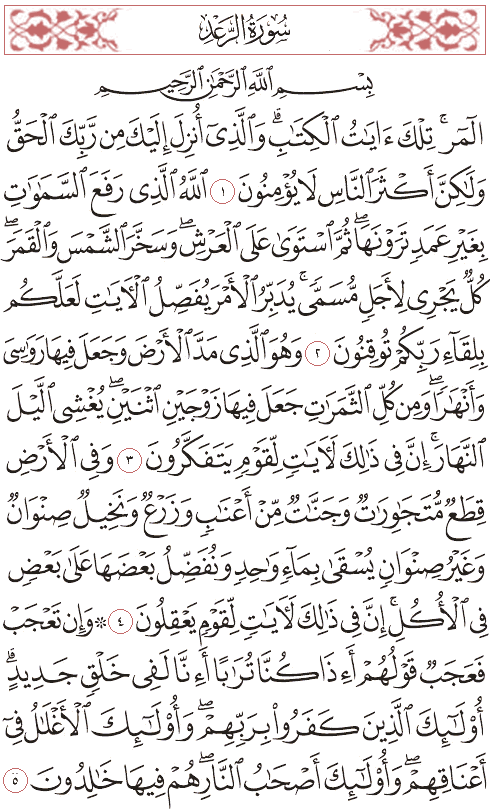 سُورَةُ الرَّعْدِ
بِسْمِ ٱللَّهِ ٱلرَّحْمَٰنِ ٱلرَّحِيمِ
الٓمٓرۚ تِلْكَ ءَايَٰتُ ٱلْكِتَٰبِۗ وَٱلَّذِىٓ أُنزِلَ إِلَيْكَ مِن رَّبِّكَ ٱلْحَقُّ
وَلَٰكِنَّ أَكْثَرَ ٱلنَّاسِ لَا يُؤْمِنُونَ ١ ٱللَّهُ ٱلَّذِى رَفَعَ ٱلسَّمَٰوَٰتِ
بِغَيْرِ عَمَدٍ تَرَوْنَهَاۖ ثُمَّ ٱسْتَوَىٰ عَلَى ٱلْعَرْشِۖ وَسَخَّرَ ٱلشَّمْسَ وَٱلْقَمَرَۖ
كُلٌّ يَجْرِى لِأَجَلٍ مُّسَمًّىۚ يُدَبِّرُ ٱلْأَمْرَ يُفَصِّلُ ٱلْءَايَٰتِ لَعَلَّكُم
بِلِقَآءِ رَبِّكُمْ تُوقِنُونَ ٢ وَهُوَ ٱلَّذِى مَدَّ ٱلْأَرْضَ وَجَعَلَ فِيهَا رَوَٰسِىَ
وَأَنْهَٰرًاۖ وَمِن كُلِّ ٱلثَّمَرَٰتِ جَعَلَ فِيهَا زَوْجَيْنِ ٱثْنَيْنِۖ يُغْشِى ٱلَّيْلَ
ٱلنَّهَارَۚ إِنَّ فِى ذَٰلِكَ لَءَايَٰتٍ لِّقَوْمٍ يَتَفَكَّرُونَ ٣ وَفِى ٱلْأَرْضِ
قِطَعٌ مُّتَجَٰوِرَٰتٌ وَجَنَّٰتٌ مِّنْ أَعْنَٰبٍ وَزَرْعٌ وَنَخِيلٌ صِنْوَانٌ
وَغَيْرُ صِنْوَانٍ يُسْقَىٰ بِمَآءٍ وَٰحِدٍ وَنُفَضِّلُ بَعْضَهَا عَلَىٰ بَعْضٍ
فِى ٱلْأُكُلِۚ إِنَّ فِى ذَٰلِكَ لَءَايَٰتٍ لِّقَوْمٍ يَعْقِلُونَ ٤ ۞ وَإِن تَعْجَبْ
فَعَجَبٌ قَوْلُهُمْ أَءِذَا كُنَّا تُرَٰبًا أَءِنَّا لَفِى خَلْقٍ جَدِيدٍۗ
أُو۟لَٰٓئِكَ ٱلَّذِينَ كَفَرُوا۟ بِرَبِّهِمْۖ وَأُو۟لَٰٓئِكَ ٱلْأَغْلَٰلُ فِىٓ
أَعْنَاقِهِمْۖ وَأُو۟لَٰٓئِكَ أَصْحَٰبُ ٱلنَّارِۖ هُمْ فِيهَا خَٰلِدُونَ ٥